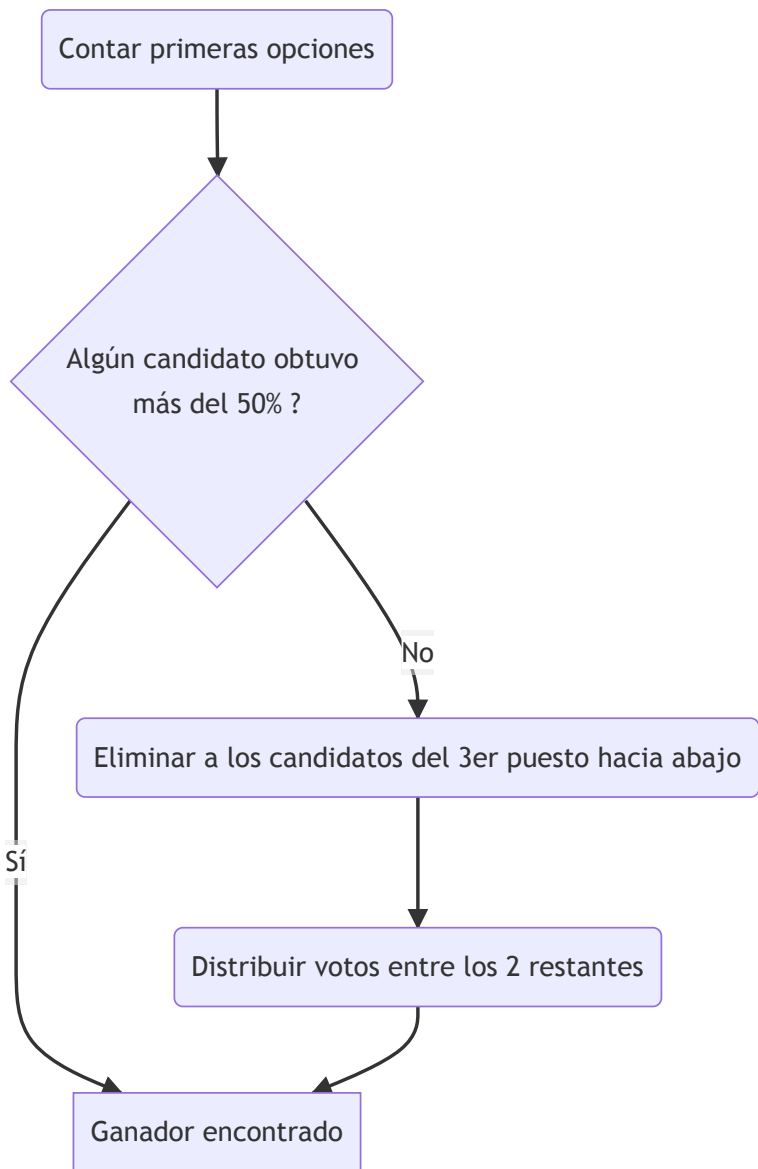 Contar primeras opciones
Algún candidato obtuvo
más del 50% ?
No
Eliminar a los candidatos del 3er puesto hacia abajo
Sí
Distribuir votos entre los 2 restantes
Ganador encontrado